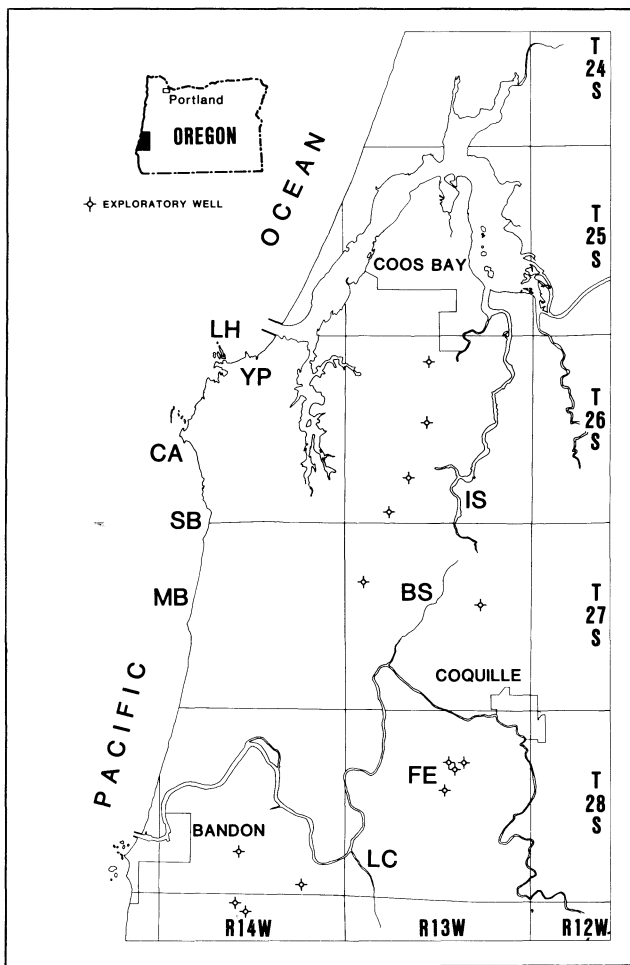 T
24
S
Portland
OREGON
EXPLORATORY WELL
OCEAN
T
25
S
COOS BAY
LH
YP
T
26
S
CA
IS
SB
MB
BS
T
27
S
COQUILLE
PACIFIC
FE
T
28
S
BANDON
LC
R14W
R13W
R12W